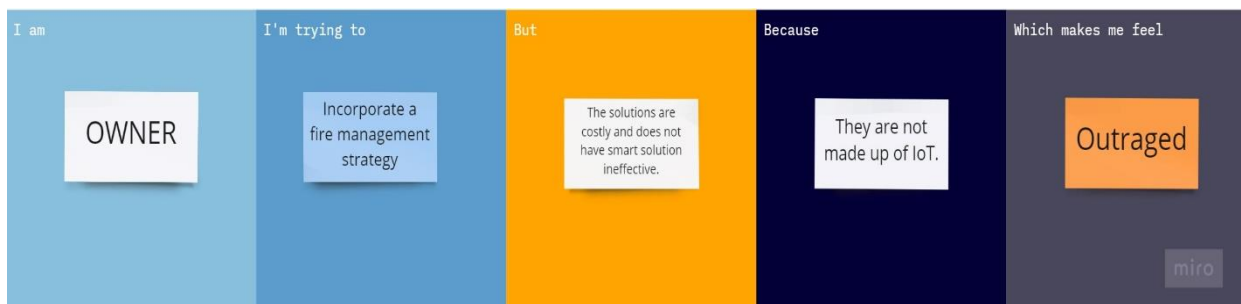 I am
OWNER
I'm trying to
Incorporate a
fire management
strategy
But
The solutions are
costly and does not
have smart solution
ineffective.
Because
They are not
made up of IoT.
Which makes me feel
Outraged
miro